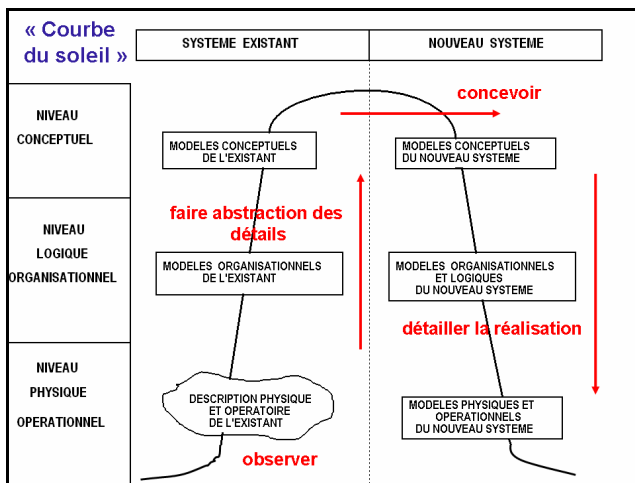 « Courbe
du soleil »
SYSTEME EXISTANT
NOUVEAU SYSTEME
concevoir
NIVEAU
CONCEPTUEL
MODELES CONCEPTUELS
DE L'EXISTANT
MODELES CONCEPTUELS
DU NOUVEAU SYSTEME
faire abstraction des
détails
NIVEAU
LOGIQUE
ORGANISATIONNEL
MODELES ORGANISATIONNELS
DE L'EXISTANT
MODELES ORGANISATIONNELS
ET LOGIQUES
DU NOUVEAU SYSTEME
détailler la réalisation
NIVEAU
PHYSIQUE
OPERATIONNEL
DESCRIPTION PHYSIQUE
ET OPERATOIRE
DE L'EXISTANT
MODELES PHYSIQUES ET
OPERATIONNELS
DU NOUVEAU SYSTEME
observer